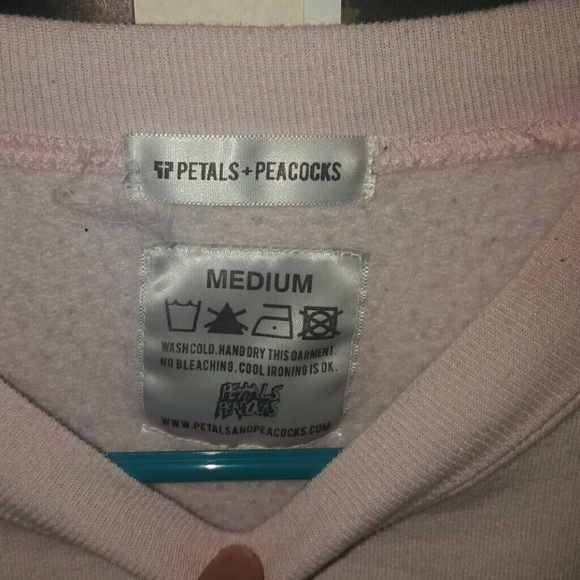 PETALS + PEACOCKS
MEDIUM
WASH COLD. HAND DRY THIS GARMENT.
NO BLEACHING. COOL IRONING IS OK.
PETALS
PEACOCKS
WWW.PETALSANDPEACOCKS.COM